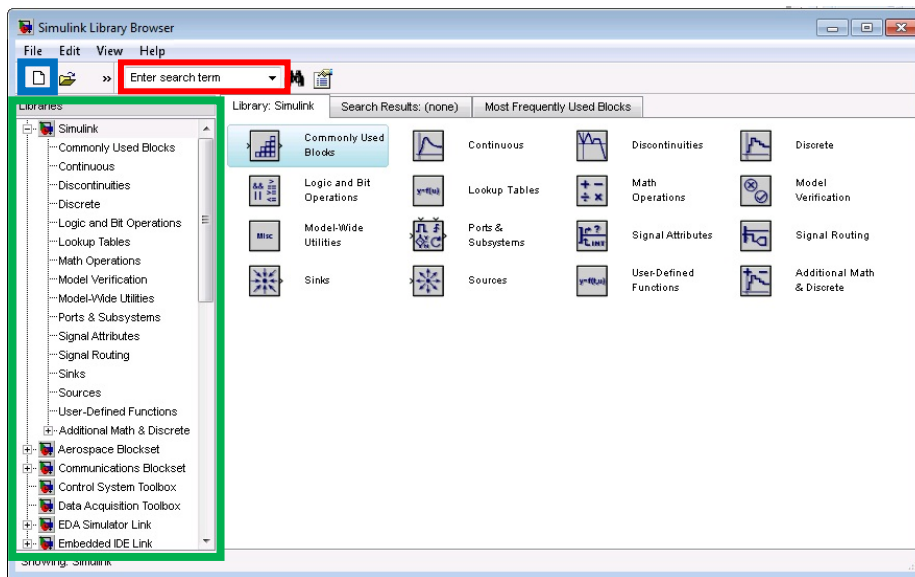 Simulink Library Browser
File Edit View Help
» Enter search term
Libraries
Library: Simulink Search Results: (none) Most Frequently Used Blocks
Simulink
Commonly Used Blocks
Continuous
Discontinuities
Discrete
Logic and Bit Operations
Lookup Tables
Math Operations
Model Verification
Model-Wide Utilities
Ports & Subsystems
Signal Attributes
Signal Routing
Sinks
Sources
User-Defined Functions
Additional Math & Discrete
Aerospace Blockset
Communications Blockset
Control System Toolbox
Data Acquisition Toolbox
EDA Simulator Link
Embedded IDE Link
Commonly Used
Blocks
Continuous
Discontinuities
Discrete
Logic and Bit
Operations
y=f(u)
Lookup Tables
Math
Operations
Model
Verification
Misc
Model-Wide
Utilities
Ports &
Subsystems
Signal Attributes
Signal Routing
Sinks
Sources
y=f(u)
User-Defined
Functions
Additional Math
& Discrete
Showing: Simulink